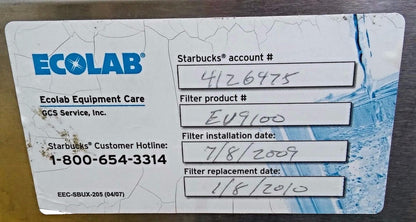 ECOLAB®
Ecolab Equipment Care
GCS Service, Inc.
Starbucks® Customer Hotline:
1-800-654-3314
EEC-SBUX-205 (04/07)
Starbucks® account #
4126475
Filter product #
EV9100
Filter installation date:
7/8/2009
Filter replacement date:
1/8/2010